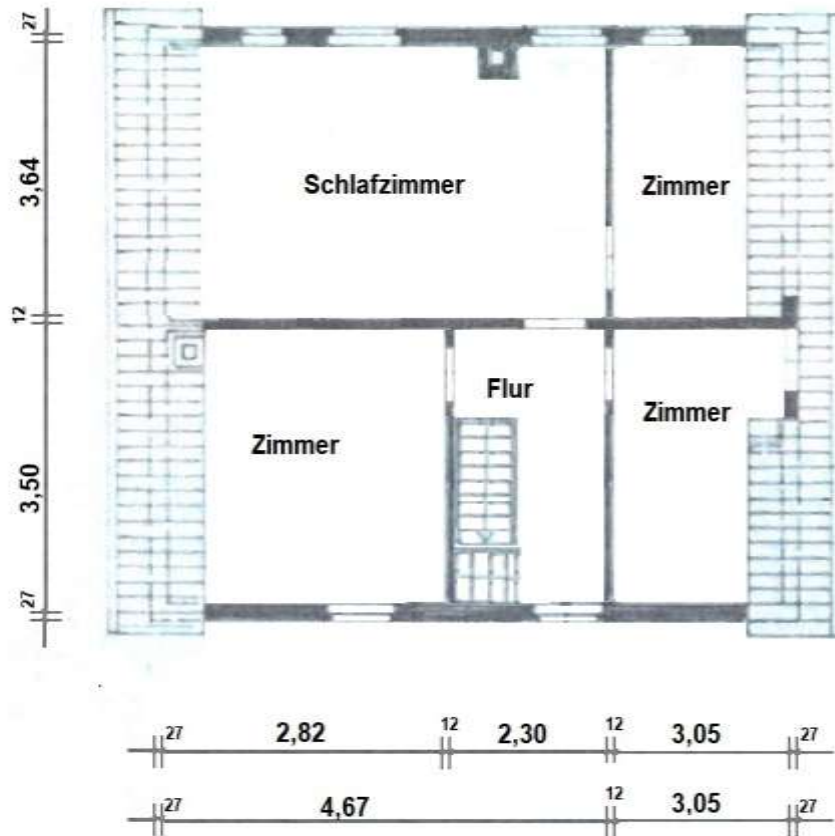 27
3,64
Schlafzimmer
Zimmer
12
Flur
Zimmer
Zimmer
3,50
27
27 2,82 12 2,30 12 3,05 27
27 4,67 12 3,05 27